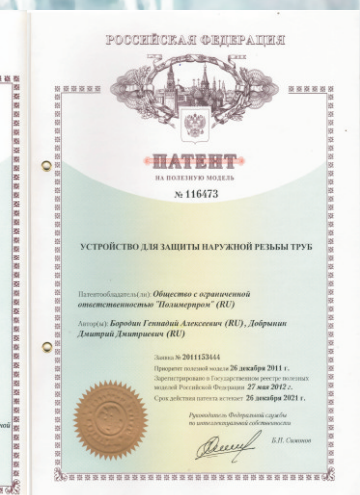 РОССИЙСКАЯ ФЕДЕРАЦИЯ
ПАТЕНТ
НА ПОЛЕЗНУЮ МОДЕЛЬ
№ 116473
УСТРОЙСТВО ДЛЯ ЗАЩИТЫ НАРУЖНОЙ РЕЗЬБЫ ТРУБ
Патентообладатель(ли): Общество с ограниченной
ответственностью "Полимерпром" (RU)
Автор(ы): Бородин Геннадий Алексеевич (RU), Добрынин
Дмитрий Дмитриевич (RU)
Заявка № 2011153444
Приоритет полезной модели 26 декабря 2011 г.
Зарегистрировано в Государственном реестре полезных
моделей Российской Федерации 27 мая 2012 г.
Срок действия патента истекает 26 декабря 2021 г.
Руководитель Федеральной службы
по интеллектуальной собственности
Б.П. Симонов